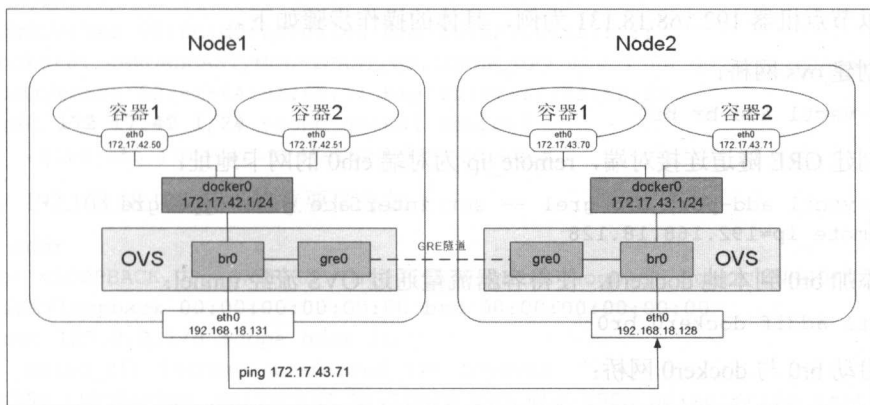 Node1
Node2
容器1
容器2
容器1
容器2
eth0
172.17.42.50
eth0
172.17.42.51
eth0
172.17.43.70
eth0
172.17.43.71
docker0
172.17.42.1/24
docker0
172.17.43.1/24
OVS
br0
gre0
GRE隧道
gre0
br0
OVS
eth0
192.168.18.131
eth0
192.168.18.128
ping 172.17.43.71